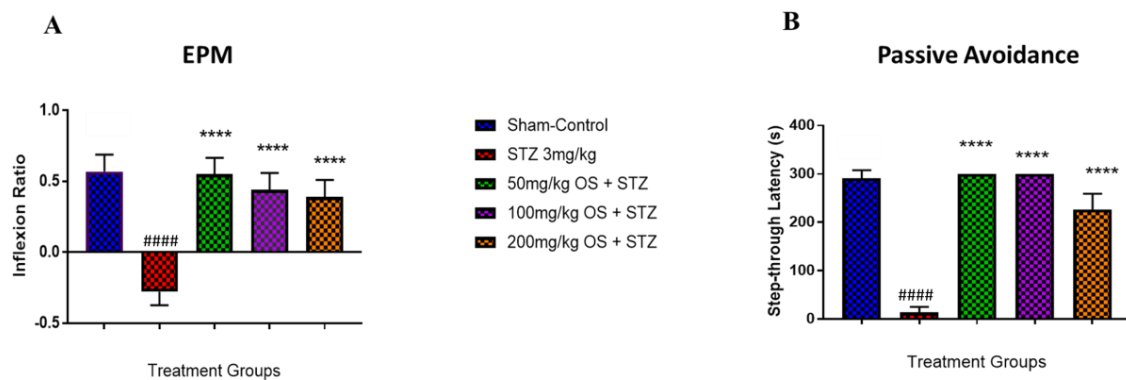 A
EPM
Inflexion Ratio
1.0
0.5
0.0
-0.5
####
****
****
****
Treatment Groups
Sham-Control
STZ 3mg/kg
50mg/kg OS + STZ
100mg/kg OS + STZ
200mg/kg OS + STZ
B
Passive Avoidance
Step-through Latency (s)
400
300
200
100
0
####
****
****
****
Treatment Groups